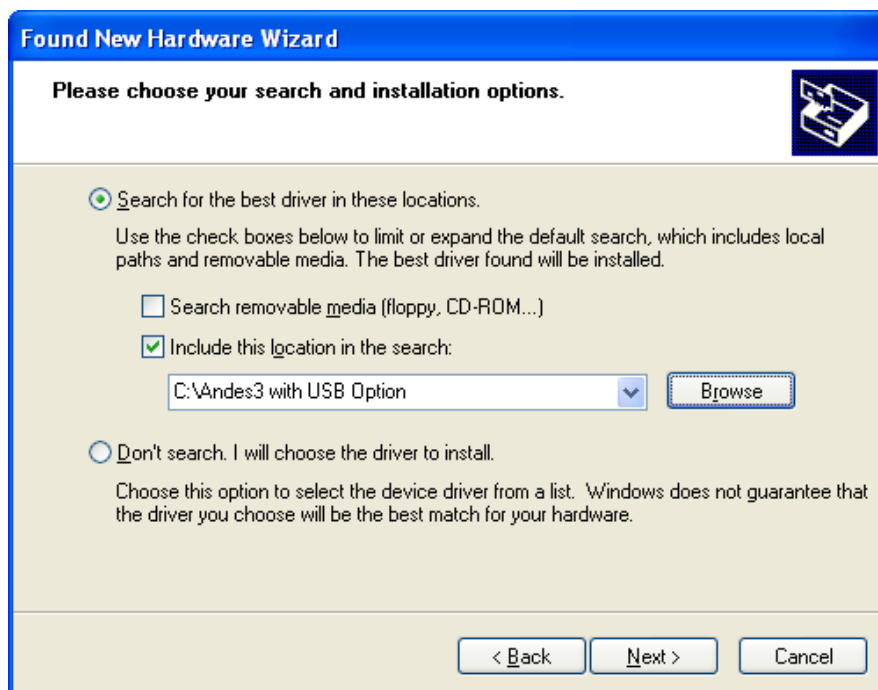 Found New Hardware Wizard
Please choose your search and installation options.
Search for the best driver in these locations.
Use the check boxes below to limit or expand the default search, which includes local
paths and removable media. The best driver found will be installed.
Search removable media (floppy, CD-ROM...)
Include this location in the search:
C:\Andes3 with USB Option
Browse
Don't search. I will choose the driver to install.
Choose this option to select the device driver from a list. Windows does not guarantee that
the driver you choose will be the best match for your hardware.
< Back
Next >
Cancel